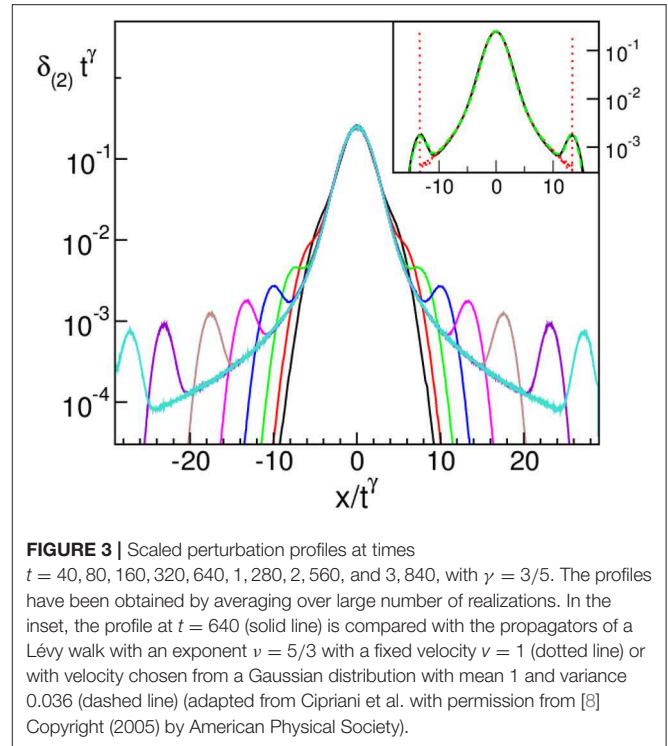 δ(2) t^γ
10^-1
10^-2
10^-3
10^-4
-20 -10 0 10 20
x/t^γ
10^-1
10^-2
10^-3
-10 0 10
FIGURE 3 | Scaled perturbation profiles at times
t = 40, 80, 160, 320, 640, 1, 280, 2, 560, and 3, 840, with γ = 3/5. The profiles
have been obtained by averaging over large number of realizations. In the
inset, the profile at t = 640 (solid line) is compared with the propagators of a
Lévy walk with an exponent ν = 5/3 with a fixed velocity v = 1 (dotted line) or
with velocity chosen from a Gaussian distribution with mean 1 and variance
0.036 (dashed line) (adapted from Cipriani et al. with permission from [8]
Copyright (2005) by American Physical Society).